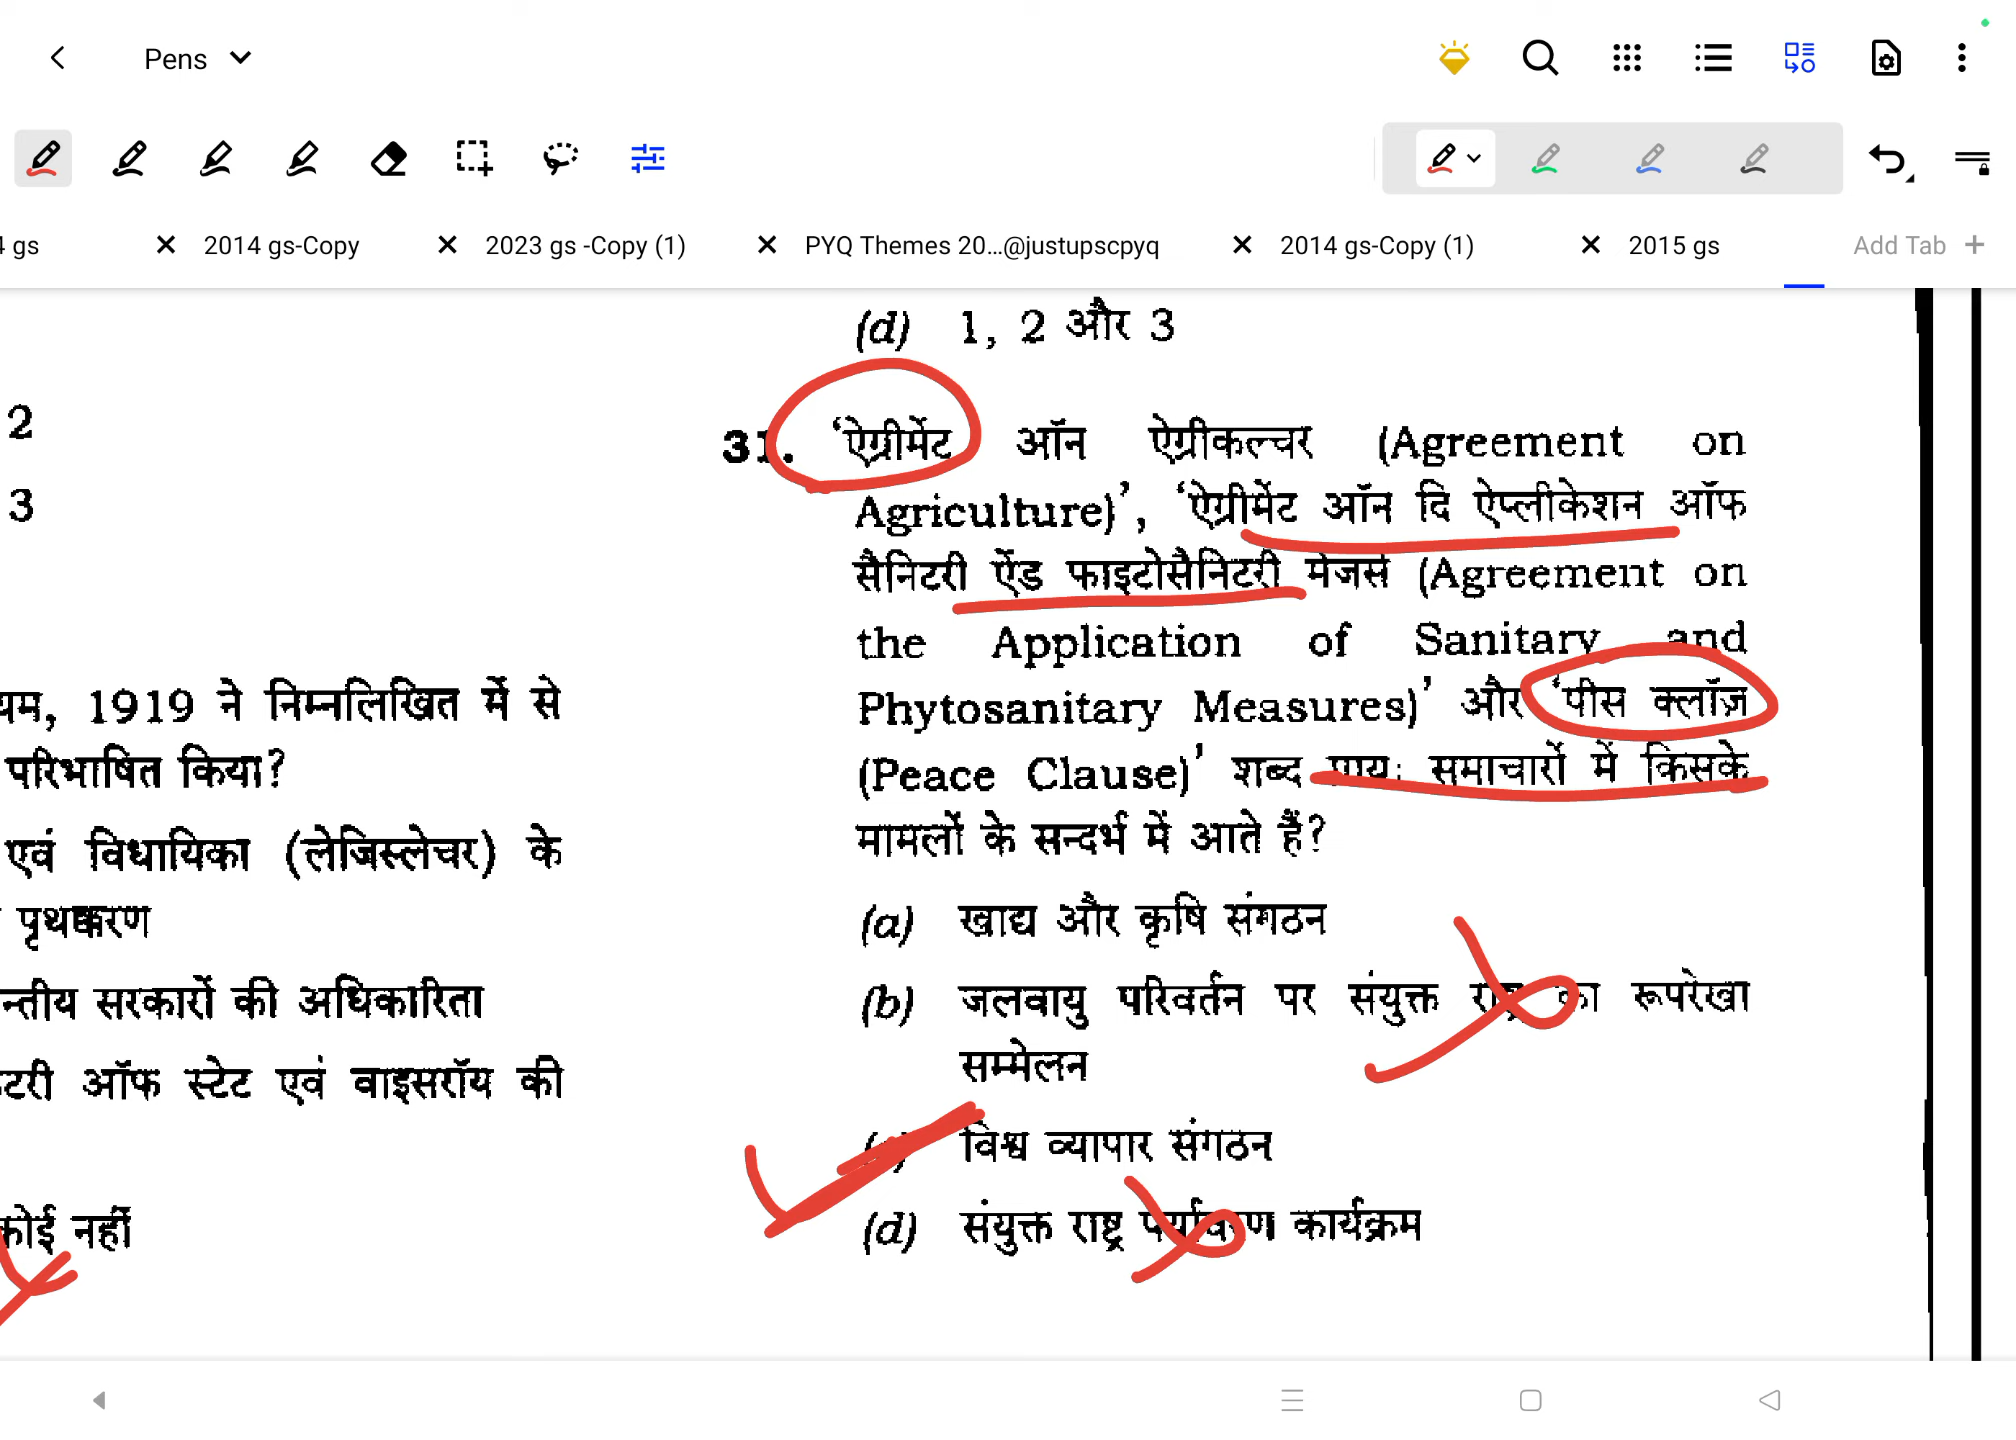 Pens
4 gs
2014 gs-Copy
2023 gs -Copy (1)
PYQ Themes 20...@justupscpyq
2014 gs-Copy (1)
2015 gs
Add Tab +
2
3
यम, 1919 ने निम्नलिखित में से
परिभाषित किया?
एवं विधायिका (लेजिस्लेचर) के
पृथक्करण
न्तीय सरकारों की अधिकारिता
टरी ऑफ स्टेट एवं वाइसरॉय की
कोई नहीं
(d) 1, 2 और 3
31. ‘ऐग्रीमेंट ऑन ऐग्रीकल्चर (Agreement on
Agriculture)’, ‘ऐग्रीमेंट ऑन दि ऐप्लीकेशन ऑफ
सैनिटरी ऐंड फाइटोसैनिटरी मेजर्स (Agreement on
the Application of Sanitary and
Phytosanitary Measures)’ और ‘पीस क्लॉज़
(Peace Clause)’ शब्द प्रायः समाचारों में किसके
मामलों के सन्दर्भ में आते हैं?
(a) खाद्य और कृषि संगठन
(b) जलवायु परिवर्तन पर संयुक्त राष्ट्र का रूपरेखा
सम्मेलन
(c) विश्व व्यापार संगठन
(d) संयुक्त राष्ट्र पर्यावरण कार्यक्रम